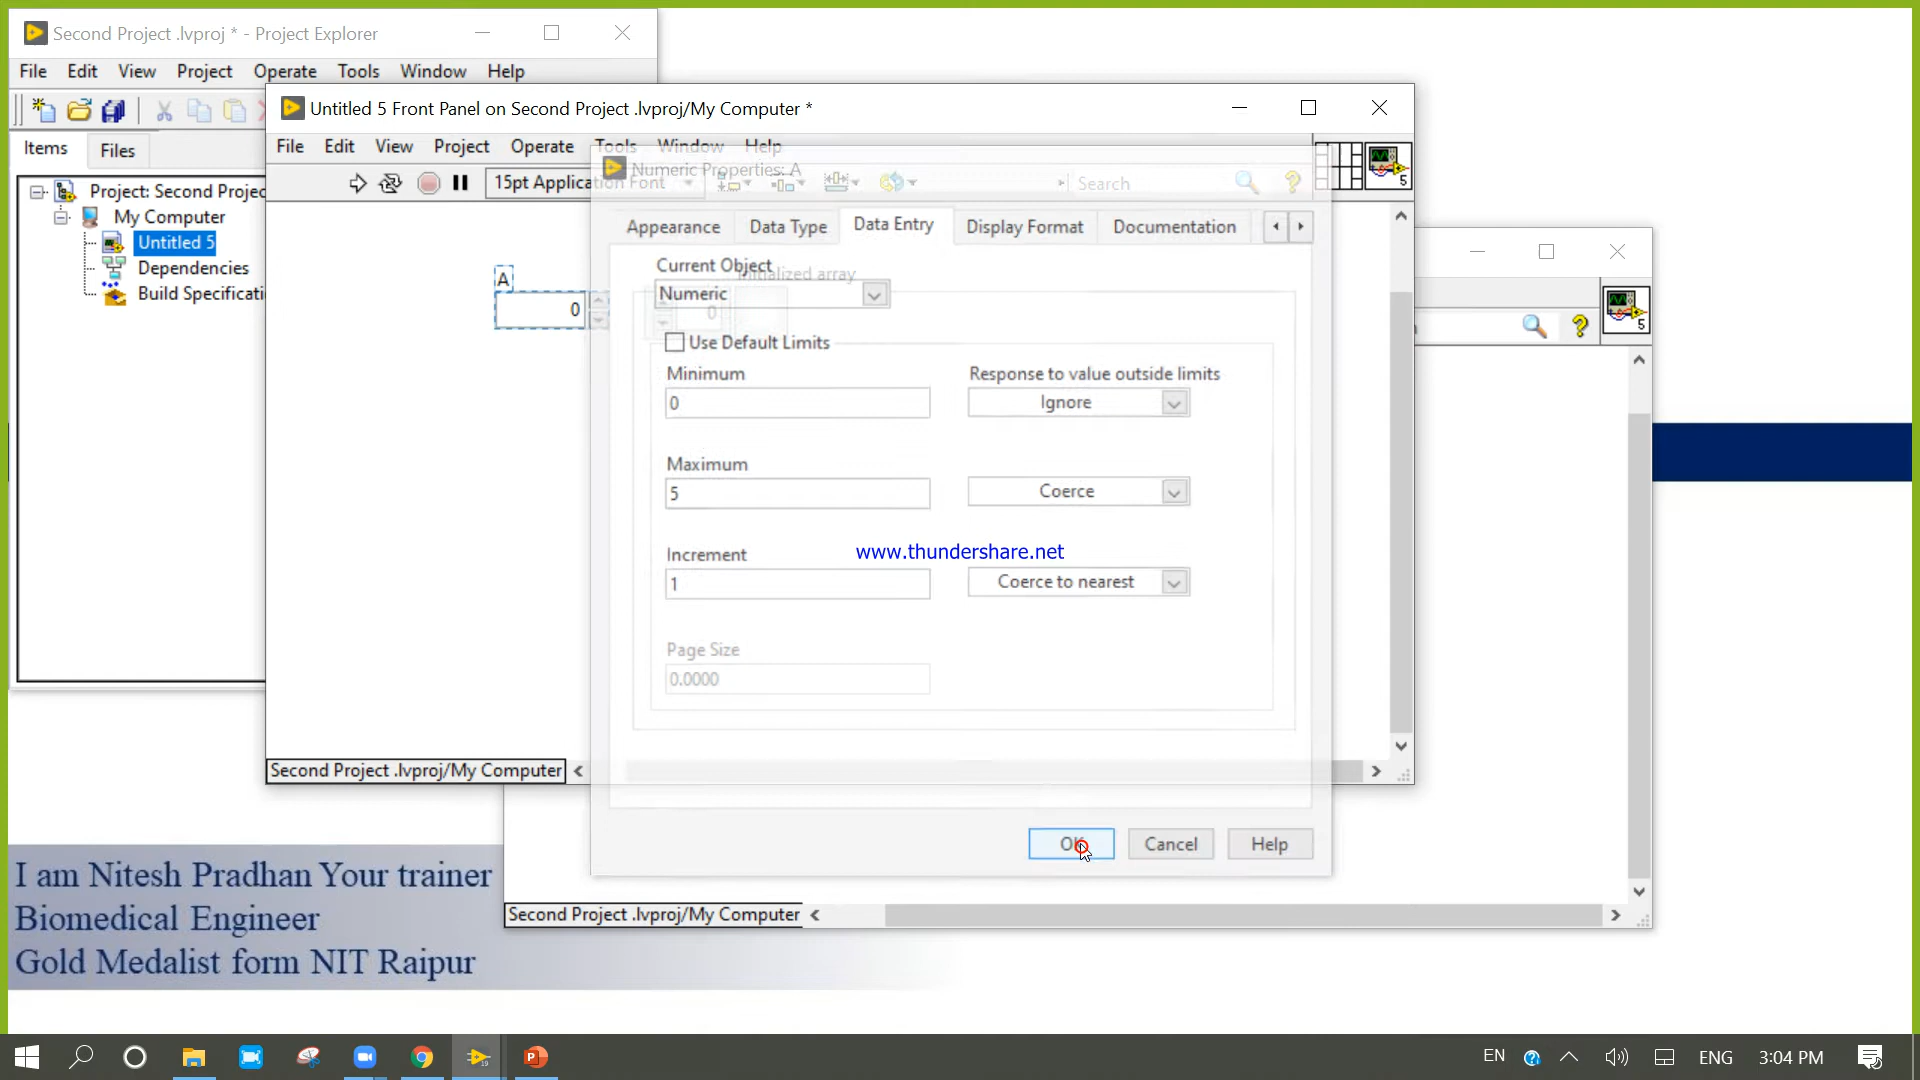 Second Project .lvproj * - Project Explorer
File Edit View Project Operate Tools Window Help
Items Files
Project: Second Projec
My Computer
Untitled 5
Dependencies
Build Specificati
Untitled 5 Front Panel on Second Project .lvproj/My Computer *
File Edit View Project Operate Tools Window Help
15pt Application Font
Search
5
A
0
Initialized array
0
Numeric Properties: A
Appearance Data Type Data Entry Display Format Documentation
Current Object
Numeric
Use Default Limits
Minimum Response to value outside limits
0 Ignore
Maximum
5 Coerce
Increment
1 Coerce to nearest
www.thundershare.net
Page Size
0.0000
OK Cancel Help
Second Project .lvproj/My Computer
5
Second Project .lvproj/My Computer
I am Nitesh Pradhan Your trainer
Biomedical Engineer
Gold Medalist form NIT Raipur
EN ENG 3:04 PM